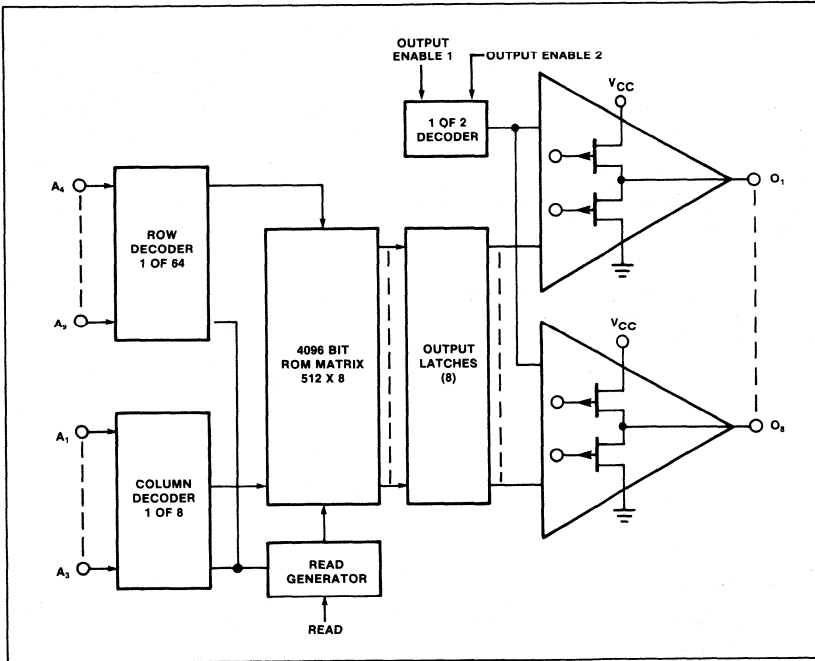 OUTPUT
ENABLE 1
OUTPUT ENABLE 2
1 OF 2
DECODER
VCC
O1
A4
ROW
DECODER
1 OF 64
A9
4096 BIT
ROM MATRIX
512 X 8
OUTPUT
LATCHES
(8)
VCC
O8
A1
COLUMN
DECODER
1 OF 8
A3
READ
GENERATOR
READ